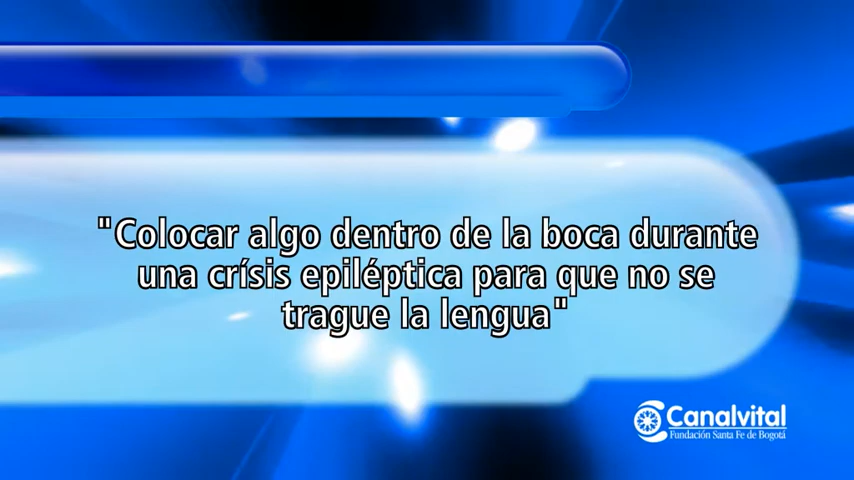 "Colocar algo dentro de la boca durante
una crísis epiléptica para que no se
trague la lengua"
Canalvital
Fundación Santa Fe de Bogotá